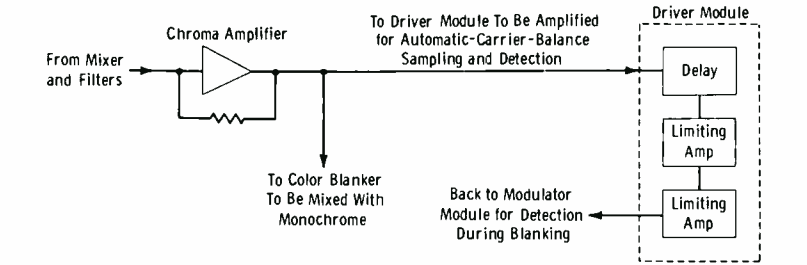 Driver Module
To Driver Module To Be Amplified
for Automatic-Carrier-Balance
Sampling and Detection
Chroma Amplifier
From Mixer
and Filters
Delay
Limiting
Amp
To Color Blanker
To Be Mixed With
Monochrome
Back to Modulator
Module for Detection
During Blanking
Limiting
Amp